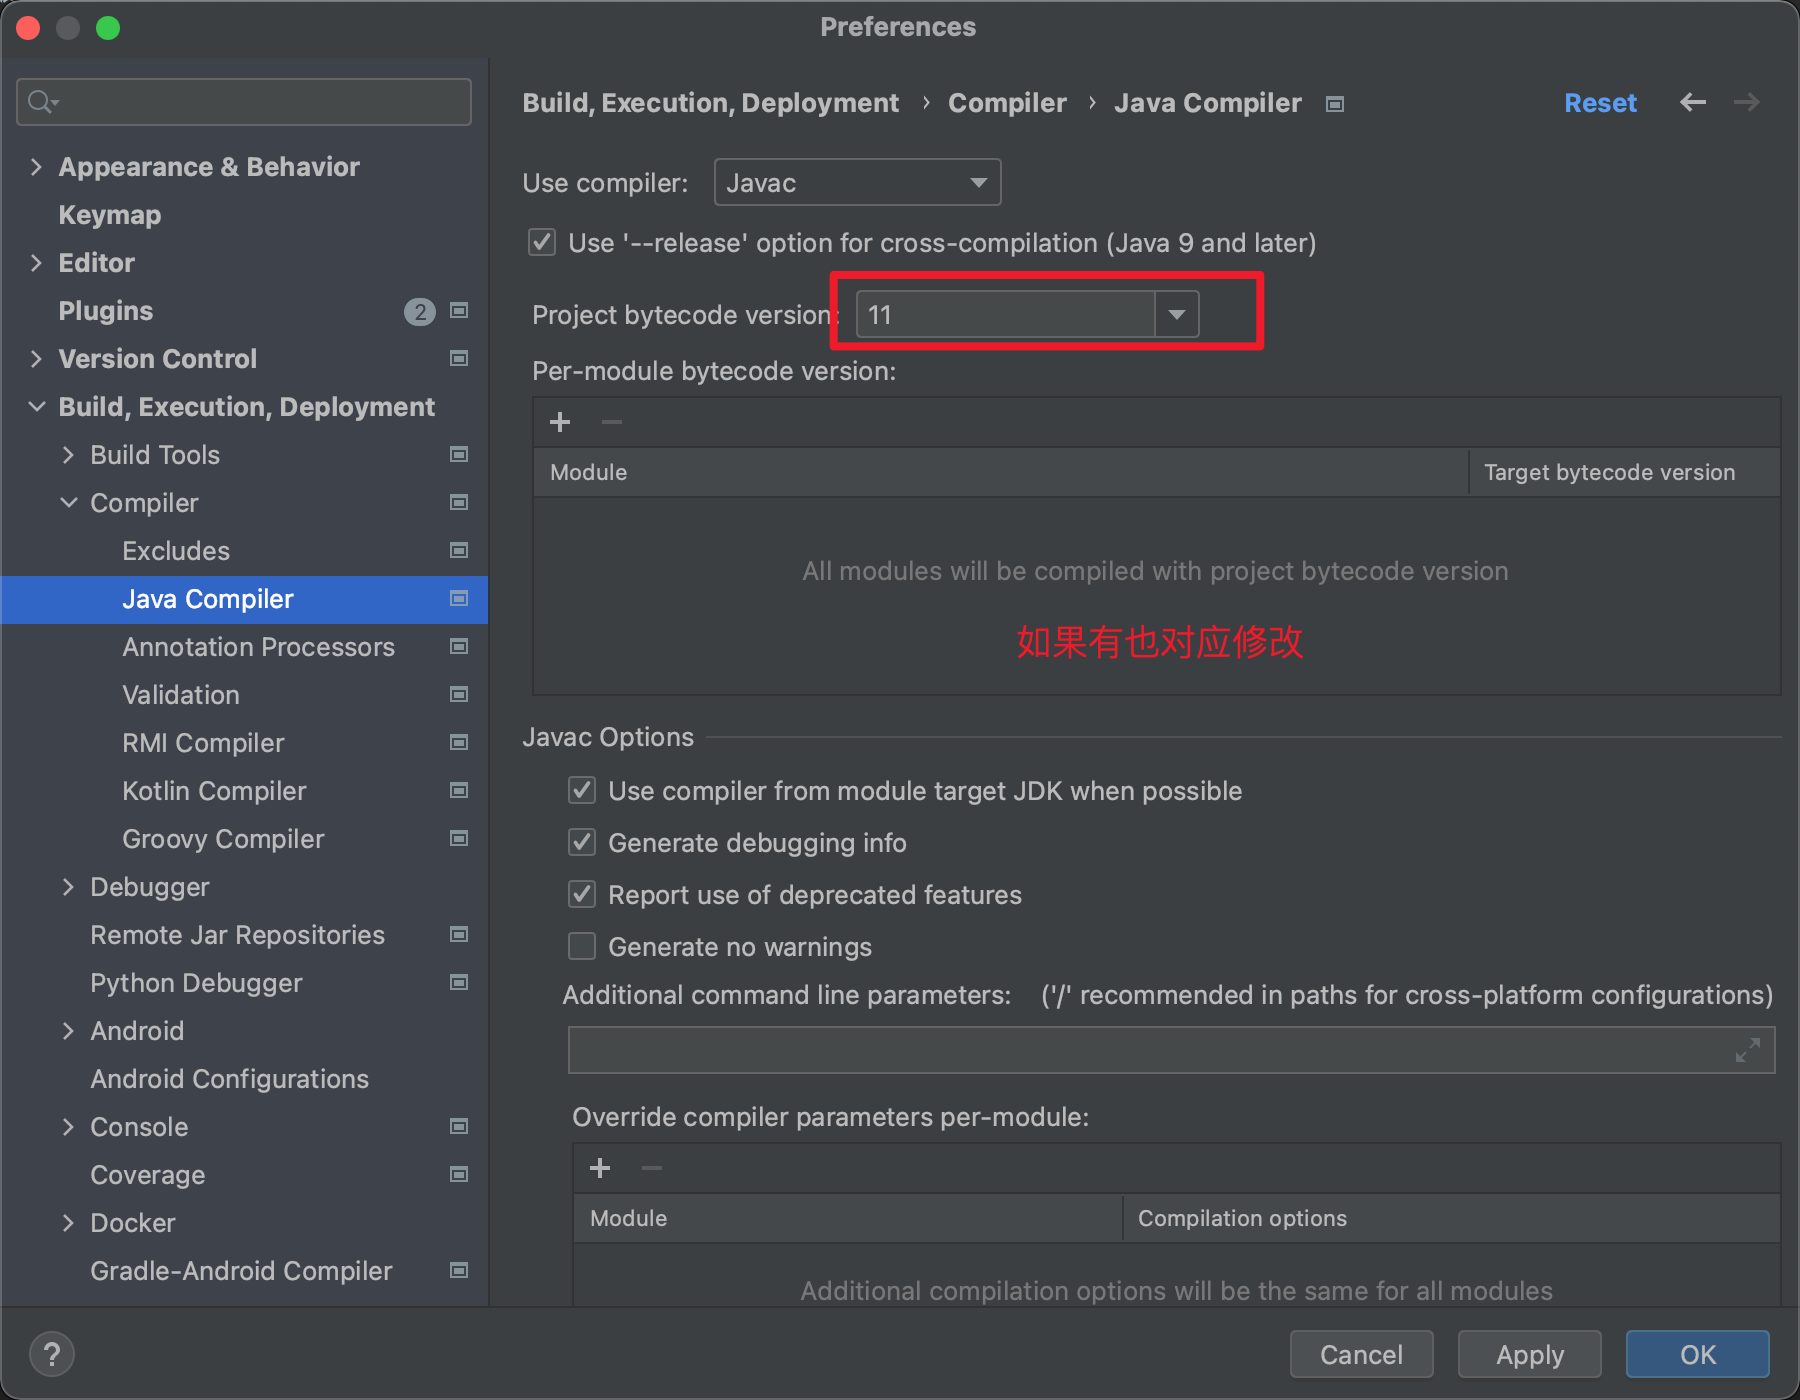 Preferences
Appearance & Behavior
Keymap
Editor
Plugins 2
Version Control
Build, Execution, Deployment
Build Tools
Compiler
Excludes
Java Compiler
Annotation Processors
Validation
RMI Compiler
Kotlin Compiler
Groovy Compiler
Debugger
Remote Jar Repositories
Python Debugger
Android
Android Configurations
Console
Coverage
Docker
Gradle-Android Compiler
Build, Execution, Deployment › Compiler › Java Compiler Reset
Use compiler: Javac
Use '--release' option for cross-compilation (Java 9 and later)
Project bytecode version: 11
Per-module bytecode version:
Module Target bytecode version
All modules will be compiled with project bytecode version
如果有也对应修改
Javac Options
Use compiler from module target JDK when possible
Generate debugging info
Report use of deprecated features
Generate no warnings
Additional command line parameters: ('/' recommended in paths for cross-platform configurations)
Override compiler parameters per-module:
Module Compilation options
Additional compilation options will be the same for all modules
? Cancel Apply OK